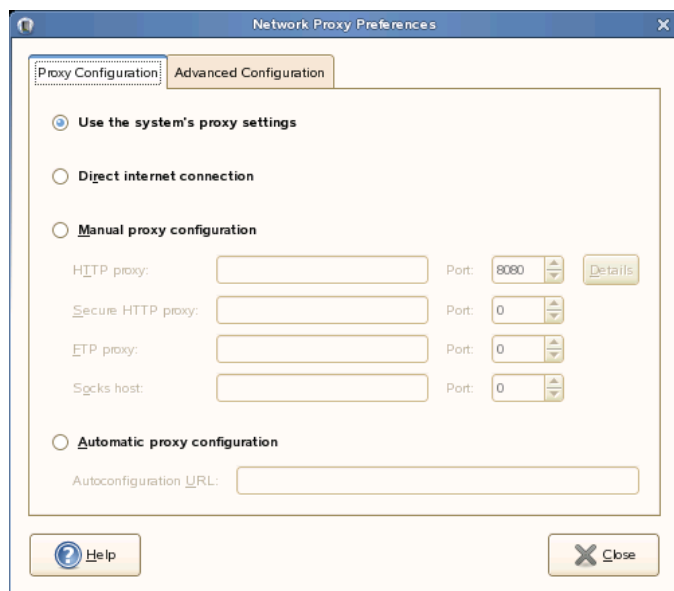 Network Proxy Preferences
Proxy Configuration Advanced Configuration
Use the system's proxy settings
Direct internet connection
Manual proxy configuration
HTTP proxy: Port: 8080 Details
Secure HTTP proxy: Port: 0
FTP proxy: Port: 0
Socks host: Port: 0
Automatic proxy configuration
Autoconfiguration URL:
Help Close